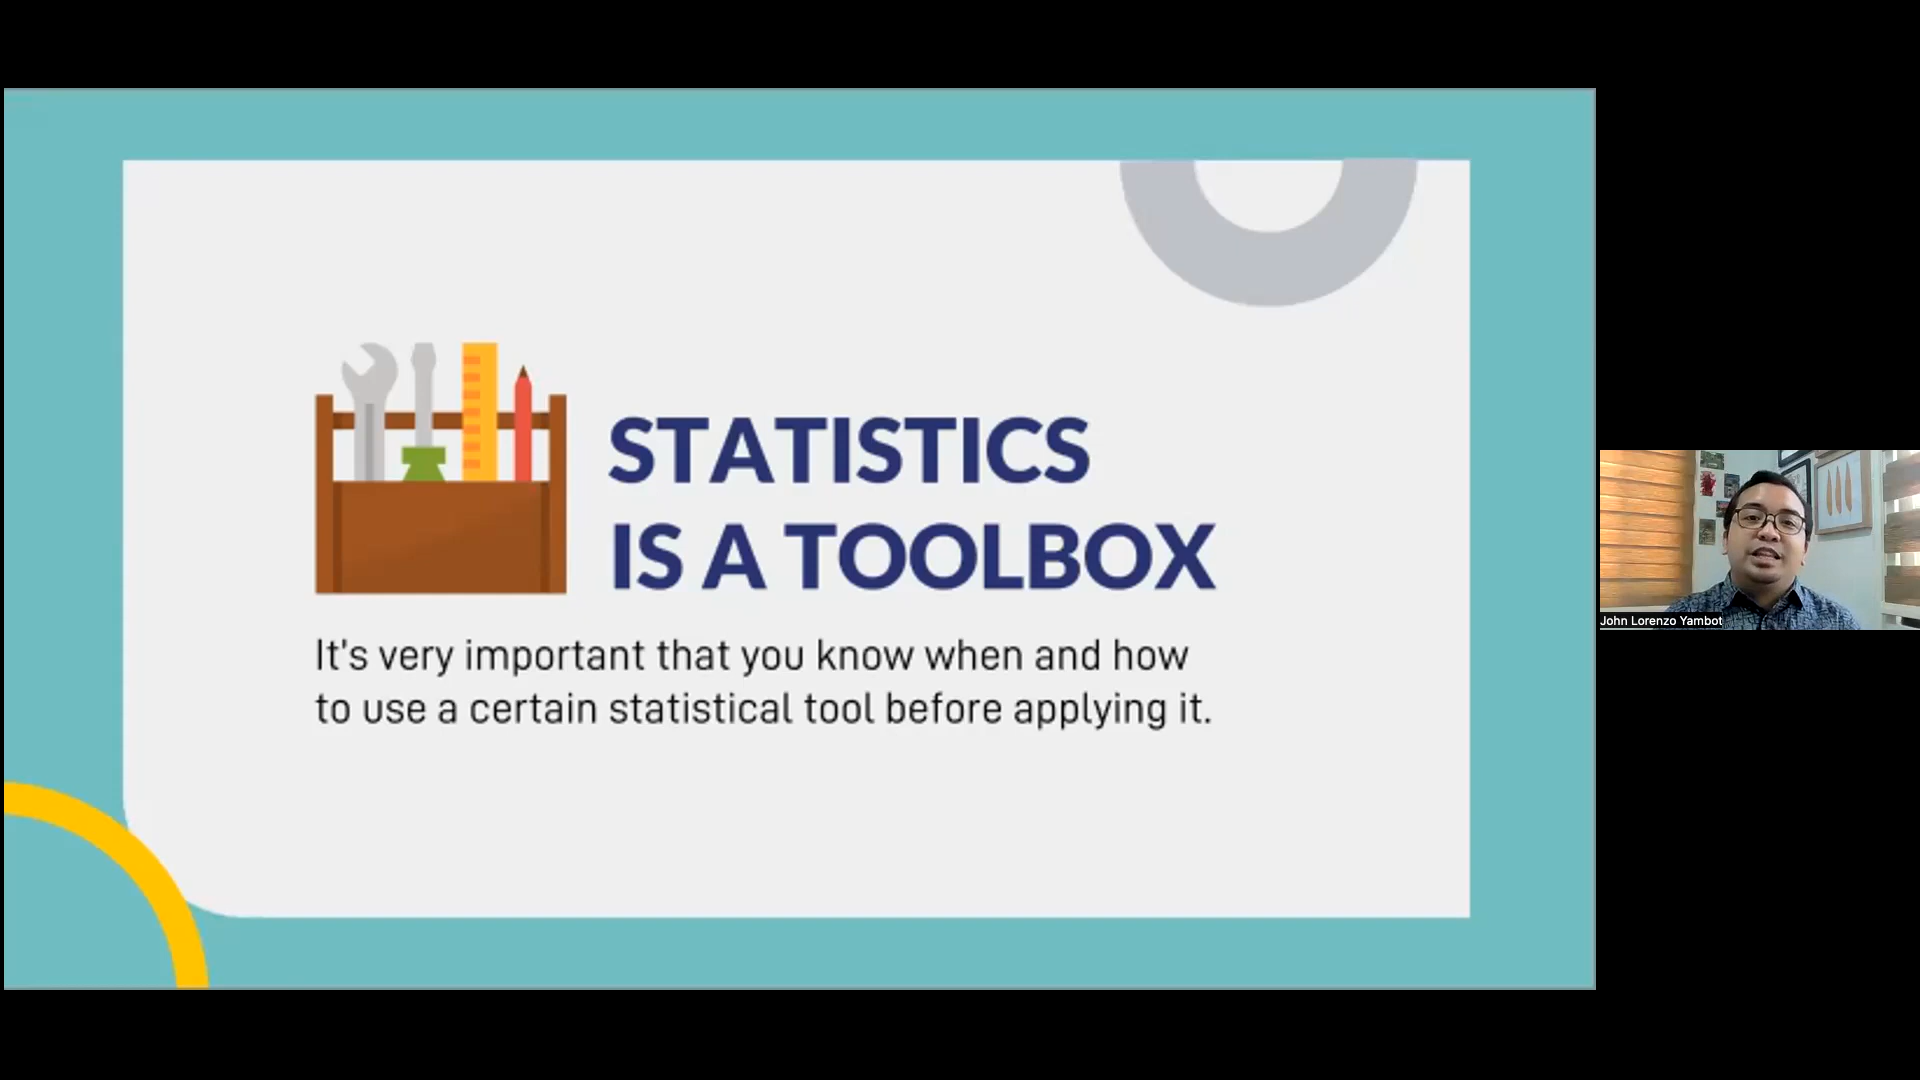 STATISTICS
IS A TOOLBOX
It's very important that you know when and how
to use a certain statistical tool before applying it.
John Lorenzo Yambot